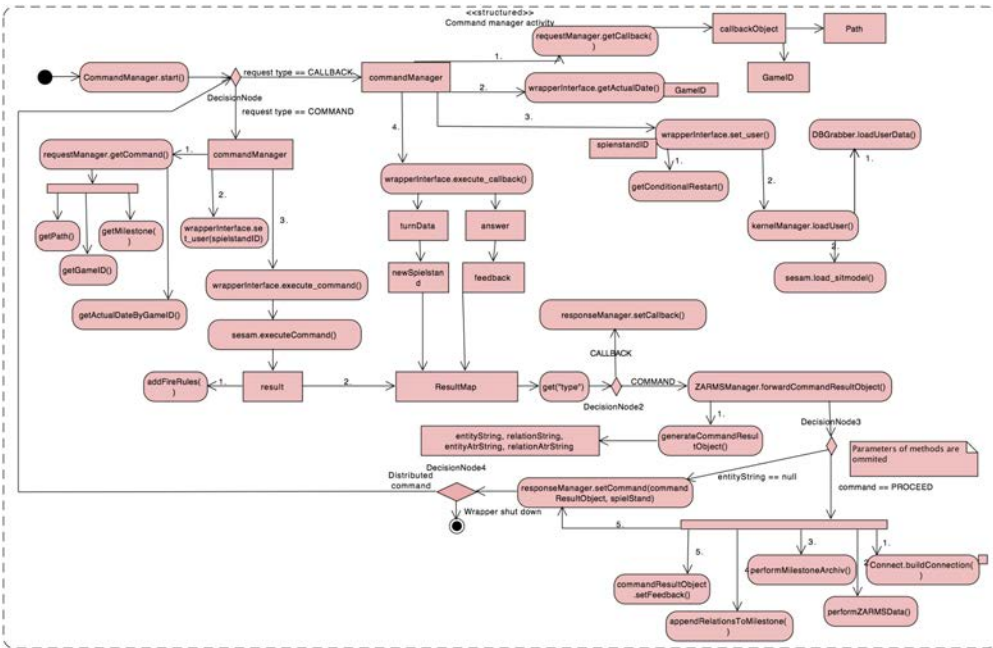 <<structured>>
Command manager activity
requestManager.getCallback(
)
callbackObject
Path
CommandManager.start()
request type == CALLBACK
commandManager
1.
GameID
DecisionNode
2.
wrapperInterface.getActualDate()
GameID
request type == COMMAND
3.
4.
wrapperInterface.set_user()
spienstandID
DBGrabber.loadUserData()
requestManager.getCommand()
1.
commandManager
1.
1.
wrapperInterface.execute_callback()
getConditionalRestart()
2.
2.
3.
getPath()
getMilestone(
)
wrapperInterface.se
t_user(spielstandID)
turnData
answer
kernelManager.loadUser()
2.
getGameID()
newSpielstan
d
feedback
sesam.load_sitmodel()
wrapperInterface.execute_command()
getActualDateByGameID()
responseManager.setCallback()
sesam.executeCommand()
CALLBACK
addFireRules(
)
1.
result
2.
ResultMap
get("type")
COMMAND
ZARMSManager.forwardCommandResultObject()
DecisionNode2
1.
DecisionNode3
entityString, relationString,
entityAtrString, relationAtrString
generateCommandResu
ltObject()
Parameters of methods are
ommited
DecisionNode4
Distributed
command
entityString == null
responseManager.setCommand(command
ResultObject, spielStand)
command == PROCEED
Wrapper shut down
5.
5.
3.
1.
commandResultObject
.setFeedback()
4
performMilestoneArchiv()
2
Connect.buildConnection(
)
appendRelationsToMilestone(
)
performZARMSData()